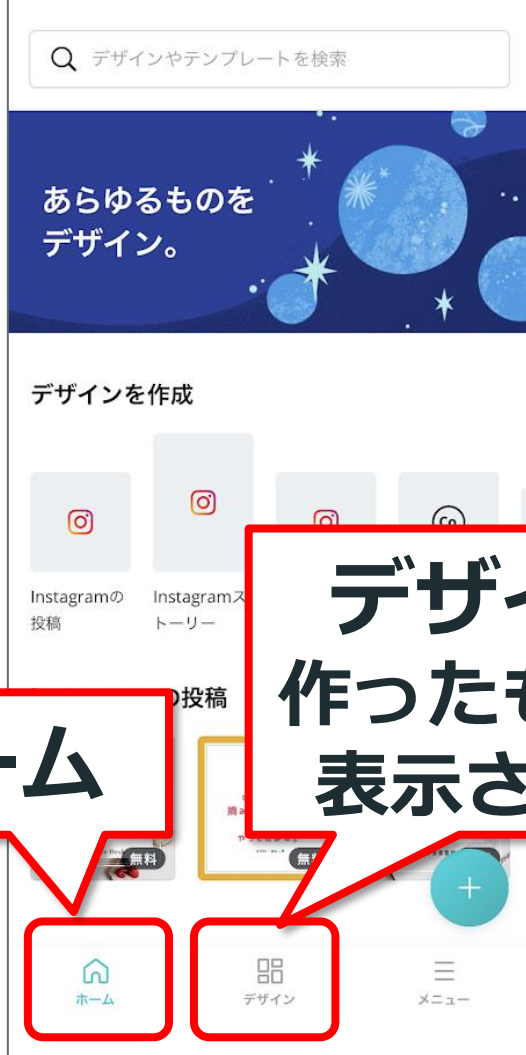 デザインやテンプレートを検索
あらゆるものを
デザイン。
デザインを作成
Instagramの
投稿
Instagramス
トーリー
の投稿
デザイ
作ったも
表示さ
ーム
無料
ホーム
デザイン
メニュー